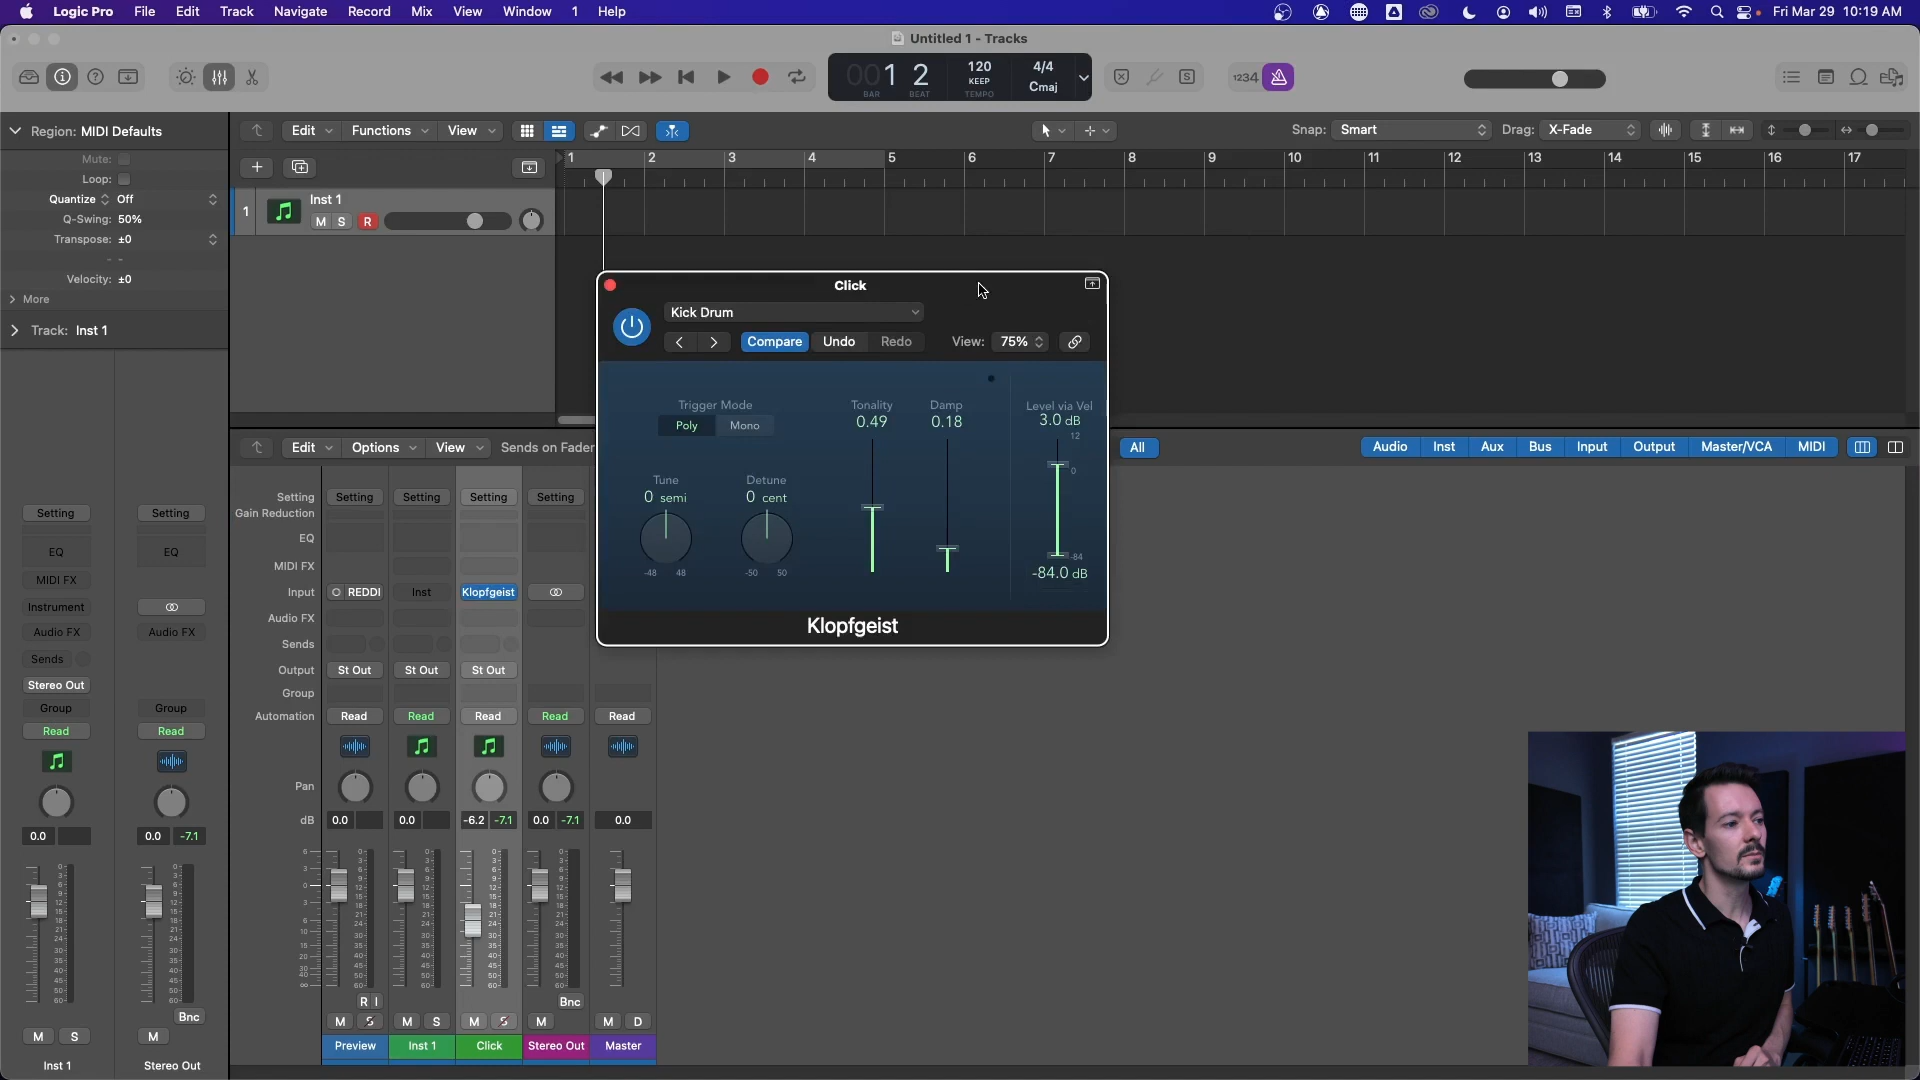 Logic Pro File Edit Track Navigate Record Mix View Window 1 Help Fri Mar 29 10:19 AM
Untitled 1 - Tracks
001 2 120 KEEP 4/4 Cmaj
BAR BEAT TEMPO
1234
Region: MIDI Defaults
Mute:
Loop:
Quantize Off
Q-Swing: 50%
Transpose: ±0
Velocity: ±0
More
Track: Inst 1
Edit Functions View Snap: Smart Drag: X-Fade
1 2 3 4 5 6 7 8 9 10 11 12 13 14 15 16 17
1 Inst 1
M S R
Click
Kick Drum
Compare Undo Redo View: 75%
Trigger Mode
Poly Mono
Tonality
0.49
Damp
0.18
Level via Vel
3.0 dB
12
0
-84
-84.0 dB
Tune
0 semi
-48 48
Detune
0 cent
-50 50
Klopfgeist
Edit Options View Sends on Fader All Audio Inst Aux Bus Input Output Master/VCA MIDI
Setting Setting Setting Setting Setting
Gain Reduction
EQ
MIDI FX
Input REDDI Inst Klopfgeist
Audio FX
Sends
Output St Out St Out St Out
Group
Automation Read Read Read Read Read
Pan
dB 0.0 0.0 -6.2 -7.1 0.0 -7.1 0.0
R I Bnc
M S M S M S M M D
Preview Inst 1 Click Stereo Out Master
Setting Setting
EQ EQ
MIDI FX
Instrument
Audio FX Audio FX
Sends
Stereo Out
Group Group
Read Read
0.0 0.0 -7.1
Bnc
M S M
Inst 1 Stereo Out